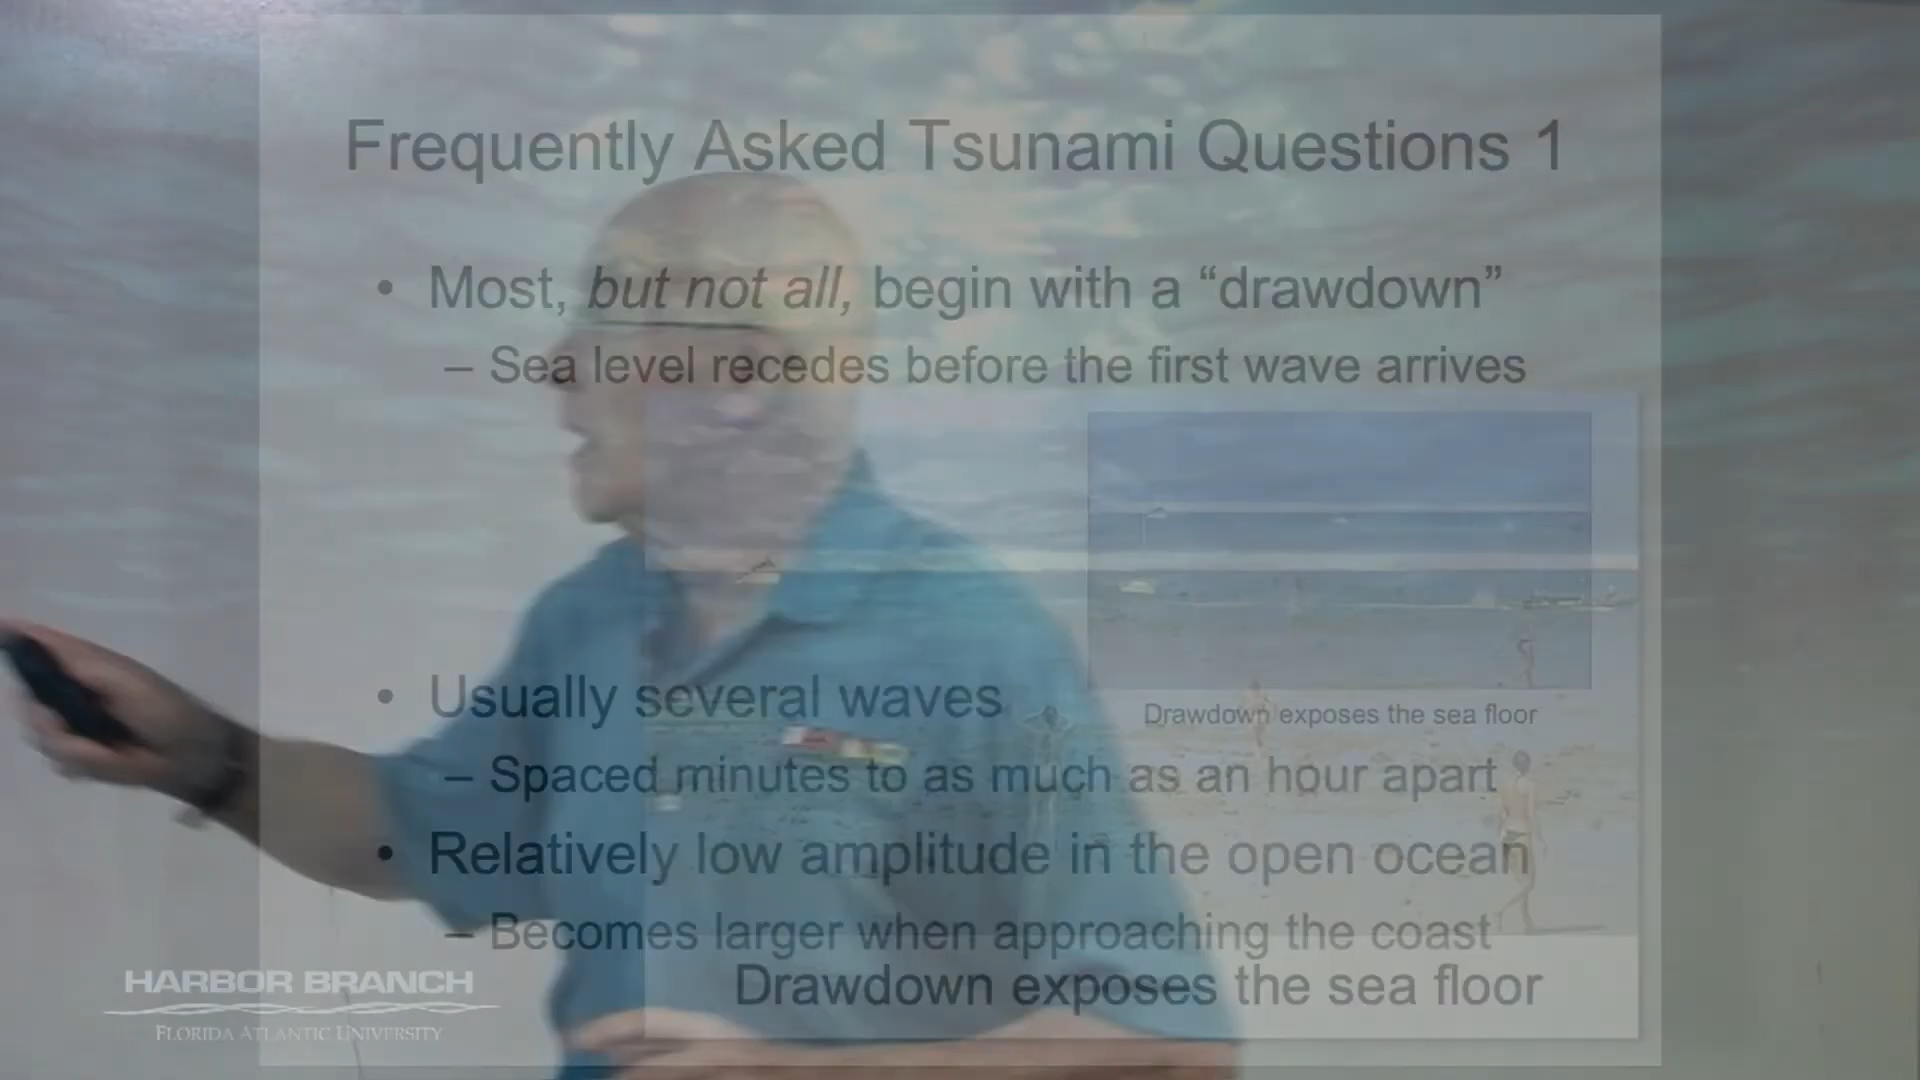 Frequently Asked Tsunami Questions 1
• Most, but not all, begin with a “drawdown”
– Sea level recedes before the first wave arrives
• Usually several waves
Drawdown exposes the sea floor
– Spaced minutes to as much as an hour apart
• Relatively low amplitude in the open ocean
– Becomes larger when approaching the coast
Drawdown exposes the sea floor
HARBOR BRANCH
FLORIDA ATLANTIC UNIVERSITY